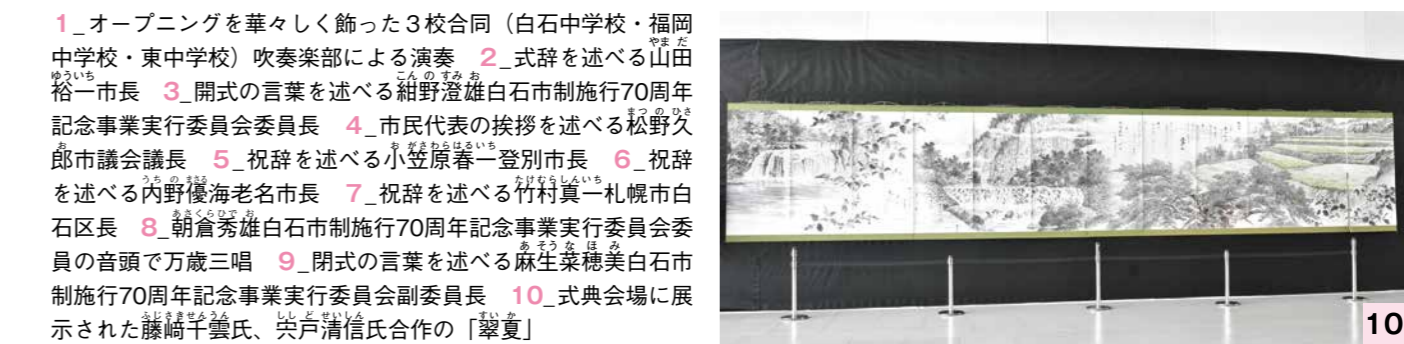 1_オープニングを華々しく飾った３校合同（白石中学校・福岡
中学校・東中学校）吹奏楽部による演奏　2_式辞を述べる山田
裕一市長　3_開式の言葉を述べる紺野澄雄白石市制施行70周年
記念事業実行委員会委員長　4_市民代表の挨拶を述べる松野久
郎市議会議長　5_祝辞を述べる小笠原春一登別市長　6_祝辞
を述べる内野優海老名市長　7_祝辞を述べる竹村真一札幌市白
石区長　8_朝倉秀雄白石市制施行70周年記念事業実行委員会委
員の音頭で万歳三唱　9_閉式の言葉を述べる麻生菜穂美白石市
制施行70周年記念事業実行委員会副委員長　10_式典会場に展
示された藤﨑千雲氏、宍戸清信氏合作の「翠夏」
10